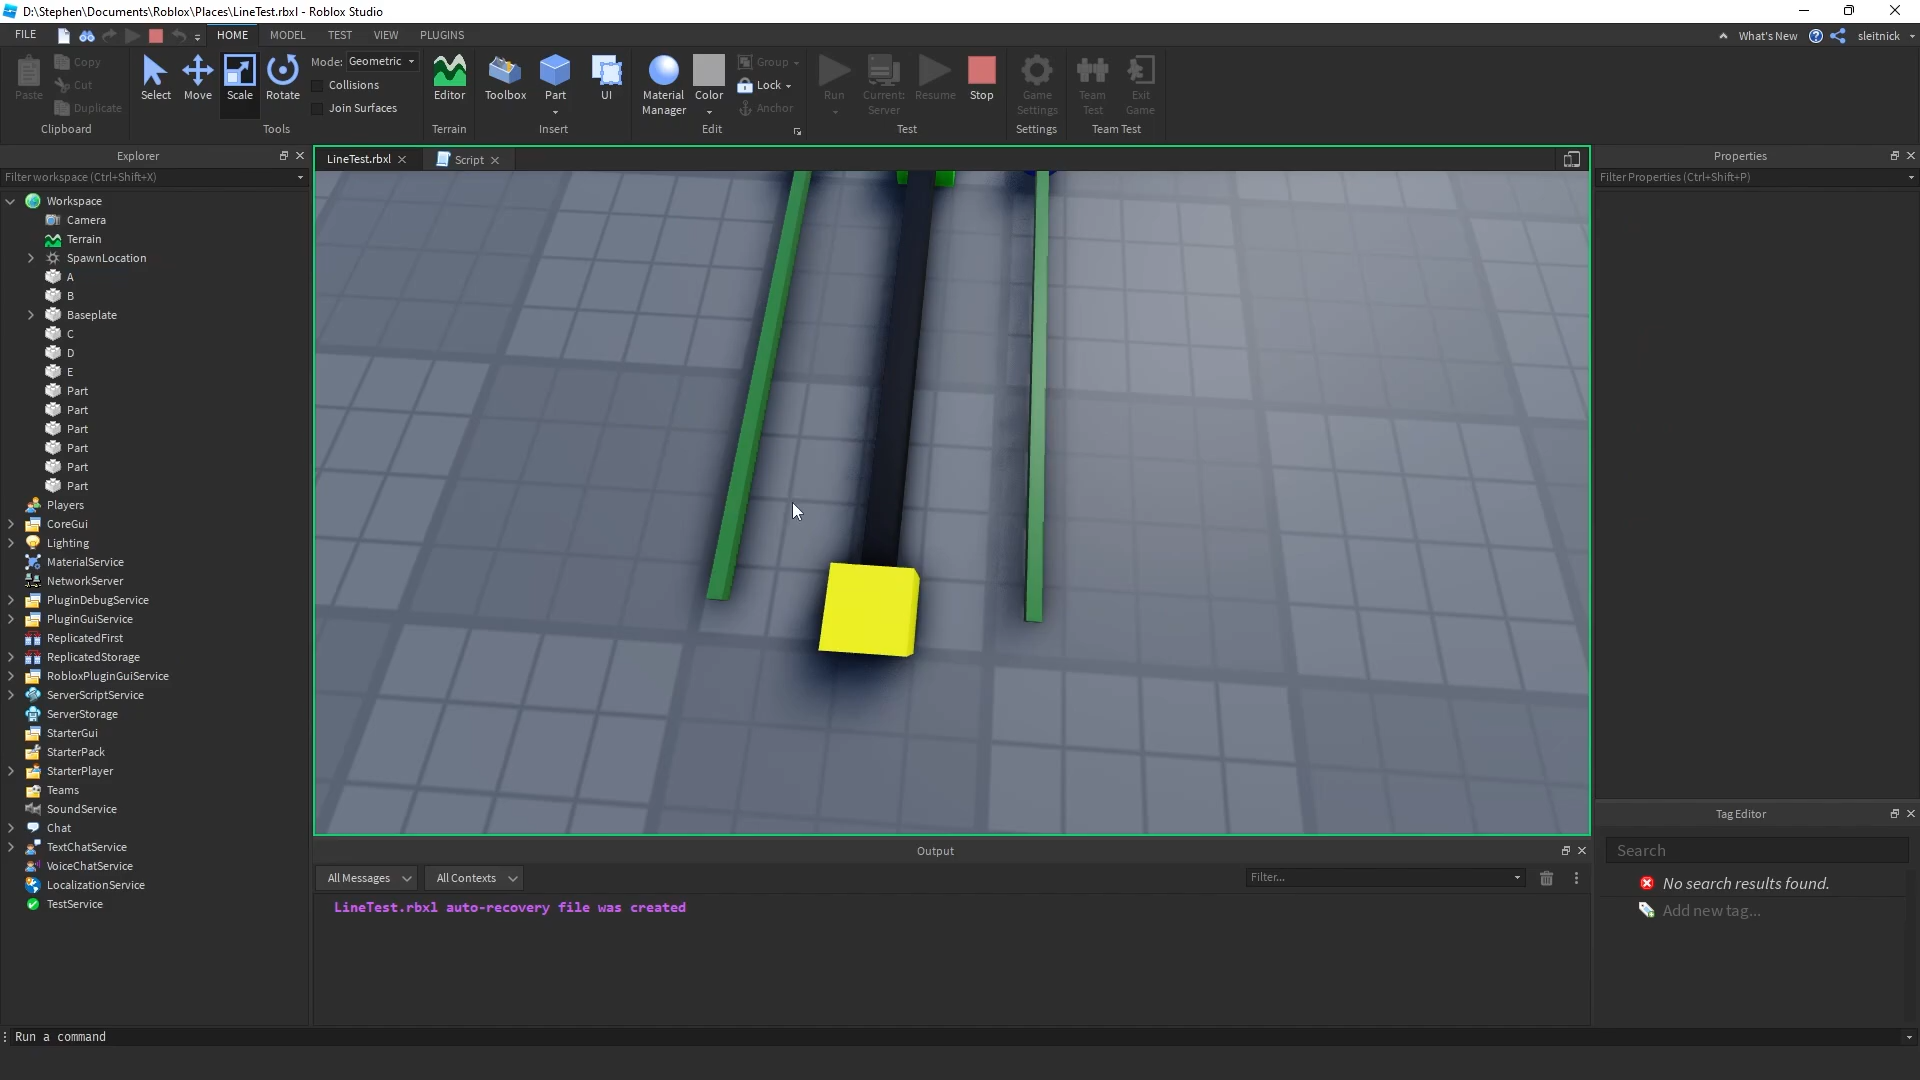 D:\Stephen\Documents\Roblox\Places\LineTest.rbxl - Roblox Studio
FILE HOME MODEL TEST VIEW PLUGINS What's New sleitnick
Paste Copy Cut Duplicate
Select Move Scale Rotate
Mode: Geometric
Collisions
Join Surfaces
Editor
Toolbox Part UI
Material Manager Color
Group
Lock
Anchor
Run Current: Server Resume Stop
Game Settings
Team Test Exit Game
Clipboard Tools Terrain Insert Edit Test Settings Team Test
Explorer
Filter workspace (Ctrl+Shift+X)
Workspace
Camera
Terrain
SpawnLocation
A
B
Baseplate
C
D
E
Part
Part
Part
Part
Part
Part
Players
CoreGui
Lighting
MaterialService
NetworkServer
PluginDebugService
PluginGuiService
ReplicatedFirst
ReplicatedStorage
RobloxPluginGuiService
ServerScriptService
ServerStorage
StarterGui
StarterPack
StarterPlayer
Teams
SoundService
Chat
TextChatService
VoiceChatService
LocalizationService
TestService
LineTest.rbxl Script
Output
All Messages All Contexts Filter...
LineTest.rbxl auto-recovery file was created
Properties
Filter Properties (Ctrl+Shift+P)
Tag Editor
Search
No search results found.
Add new tag...
Run a command